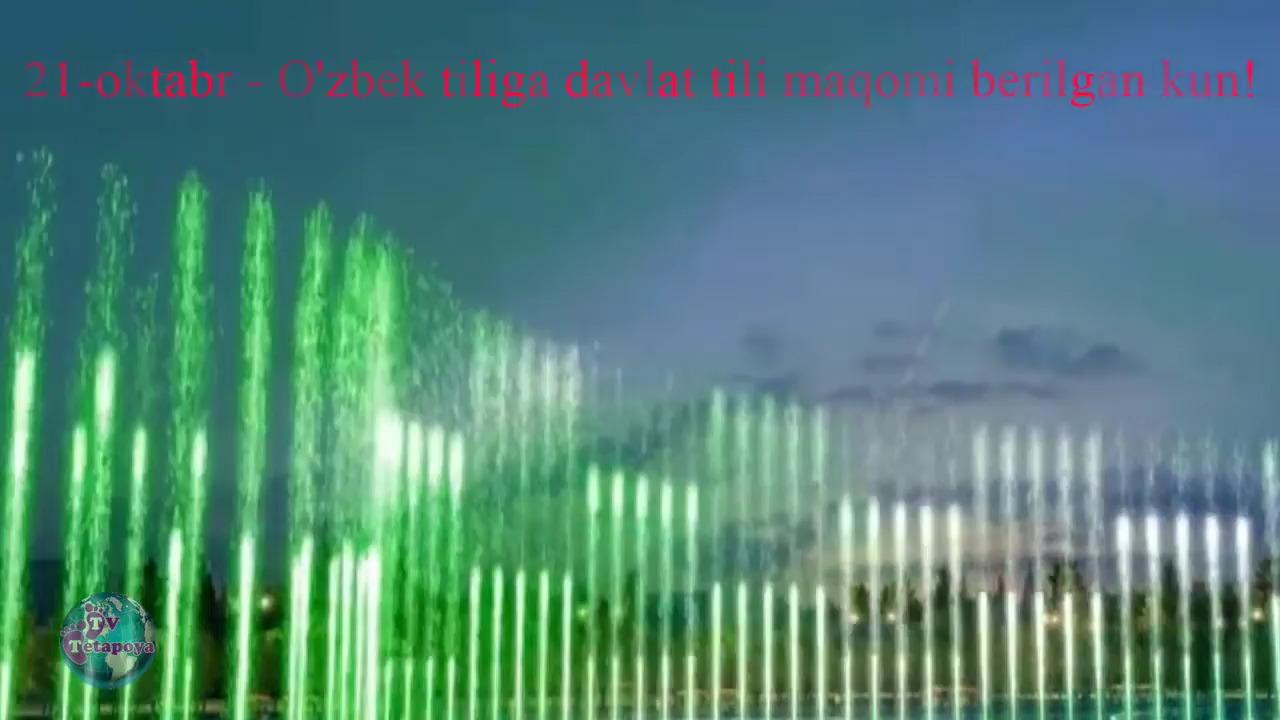 21-oktabr - O'zbek tiliga davlat tili maqomi berilgan kun!
TV
Tetapoya